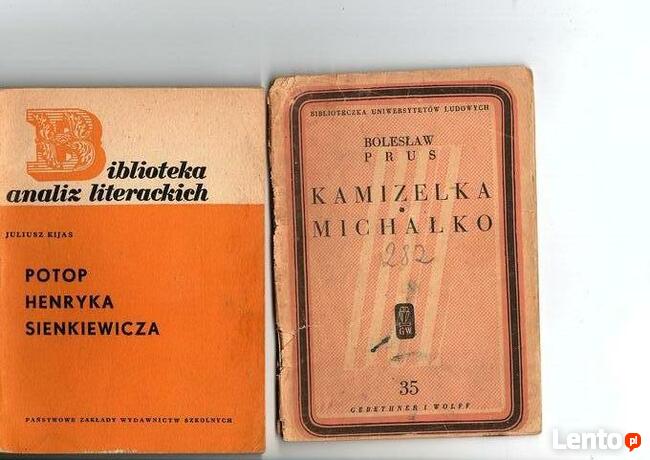 Biblioteka
analiz literackich
JULIUSZ KIJAS
POTOP
HENRYKA
SIENKIEWICZA
PAŃSTWOWE ZAKŁADY WYDAWNICTW SZKOLNYCH
BIBLIOTECZKA UNIWERSYTETÓW LUDOWYCH
BOLESŁAW
PRUS
KAMIZELKA
•
MICHAŁKO
282
G.W.
35
GEBETHNER I WOLFF
Lento.pl